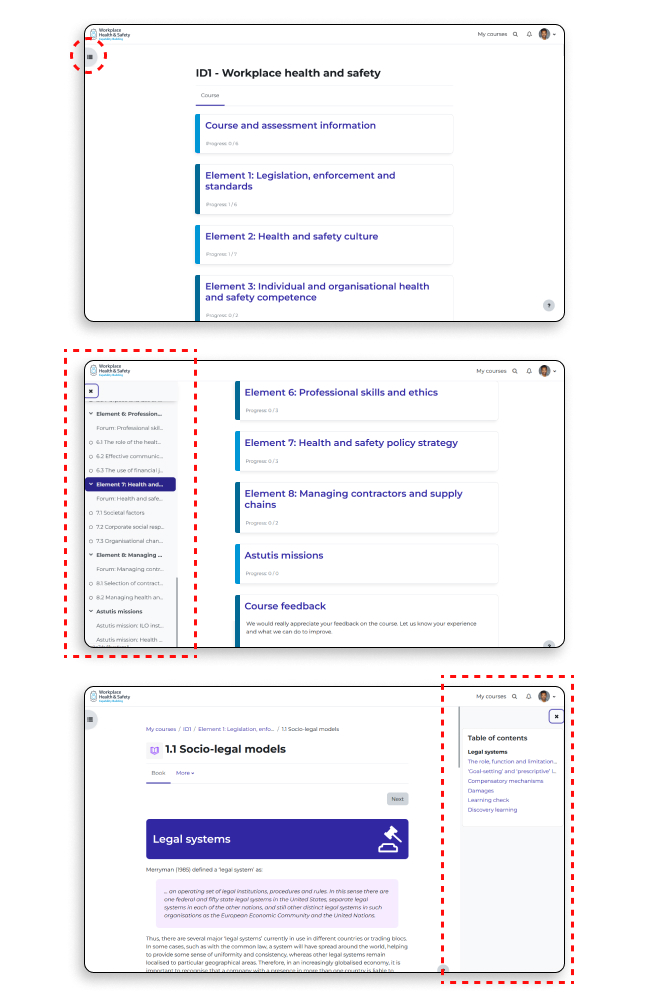 Workplace
Health & Safety
My courses
ID1 - Workplace health and safety
Course
Course and assessment information
Progress: 0 / 6
Element 1: Legislation, enforcement and
standards
Progress: 1 / 6
Element 2: Health and safety culture
Progress: 1 / 7
Element 3: Individual and organisational health
and safety competence
Progress: 0 / 2
?
Workplace
Health & Safety
My courses
Element 6: Profession...
Forum: Professional skil...
6.1 The role of the healt...
6.2 Effective communic...
6.3 The use of financial j...
Element 7: Health and...
Forum: Health and safe...
7.1 Societal factors
7.2 Corporate social resp...
7.3 Organisational chan...
Element 8: Managing ...
Forum: Managing contr...
8.1 Selection of contract...
8.2 Managing health an...
Astutis missions
Astutis mission: ILO inst...
Astutis mission: Health ...
Element 6: Professional skills and ethics
Progress: 0 / 3
Element 7: Health and safety policy strategy
Progress: 0 / 3
Element 8: Managing contractors and supply
chains
Progress: 0 / 2
Astutis missions
Progress: 0 / 0
Course feedback
We would really appreciate your feedback on the course. Let us know your experience
and what we can do to improve.
Workplace
Health & Safety
My courses
My courses / ID1 / Element 1: Legislation, enfo... / 1.1 Socio-legal models
1.1 Socio-legal models
Book More
Next
Legal systems
Merryman (1985) defined a 'legal system' as:
... an operating set of legal institutions, procedures and rules. In this sense there are
one federal and fifty state legal systems in the United States, separate legal
systems in each of the other nations, and still other distinct legal systems in such
organisations as the European Economic Community and the United Nations.
Thus, there are several major 'legal systems' currently in use in different countries or trading blocs.
In some cases, such as with the common law, a system will have spread around the world, helping
to provide some sense of uniformity and consistency, whereas other legal systems remain
localised to particular geographical areas. Therefore, in an increasingly globalised economy, it is
important to recognise that a company with a presence in more than one country is liable to
Table of contents
Legal systems
The role, function and limitation...
'Goal-setting' and 'prescriptive' l...
Compensatory mechanisms
Damages
Learning check
Discovery learning